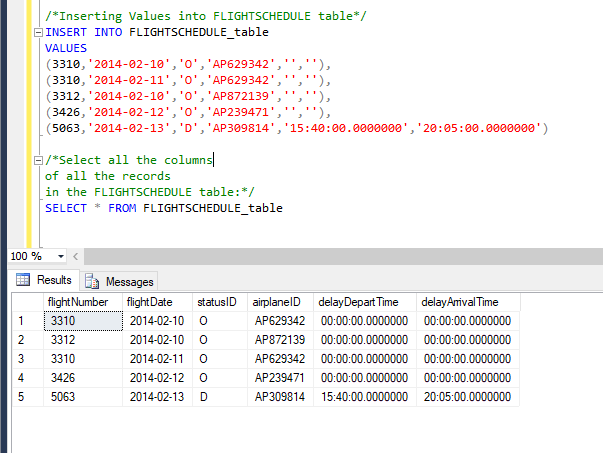 /*Inserting Values into FLIGHTSCHEDULE table*/
INSERT INTO FLIGHTSCHEDULE_table
VALUES
(3310,'2014-02-10','O','AP629342','',''),
(3310,'2014-02-11','O','AP629342','',''),
(3312,'2014-02-10','O','AP872139','',''),
(3426,'2014-02-12','O','AP239471','',''),
(5063,'2014-02-13','D','AP309814','15:40:00.0000000','20:05:00.0000000')
/*Select all the columns
of all the records
in the FLIGHTSCHEDULE table:*/
SELECT * FROM FLIGHTSCHEDULE_table
100 %
Results Messages
flightNumber flightDate statusID airplaneID delayDepartTime delayArrivalTime
1 3310 2014-02-10 O AP629342 00:00:00.0000000 00:00:00.0000000
2 3312 2014-02-10 O AP872139 00:00:00.0000000 00:00:00.0000000
3 3310 2014-02-11 O AP629342 00:00:00.0000000 00:00:00.0000000
4 3426 2014-02-12 O AP239471 00:00:00.0000000 00:00:00.0000000
5 5063 2014-02-13 D AP309814 15:40:00.0000000 20:05:00.0000000